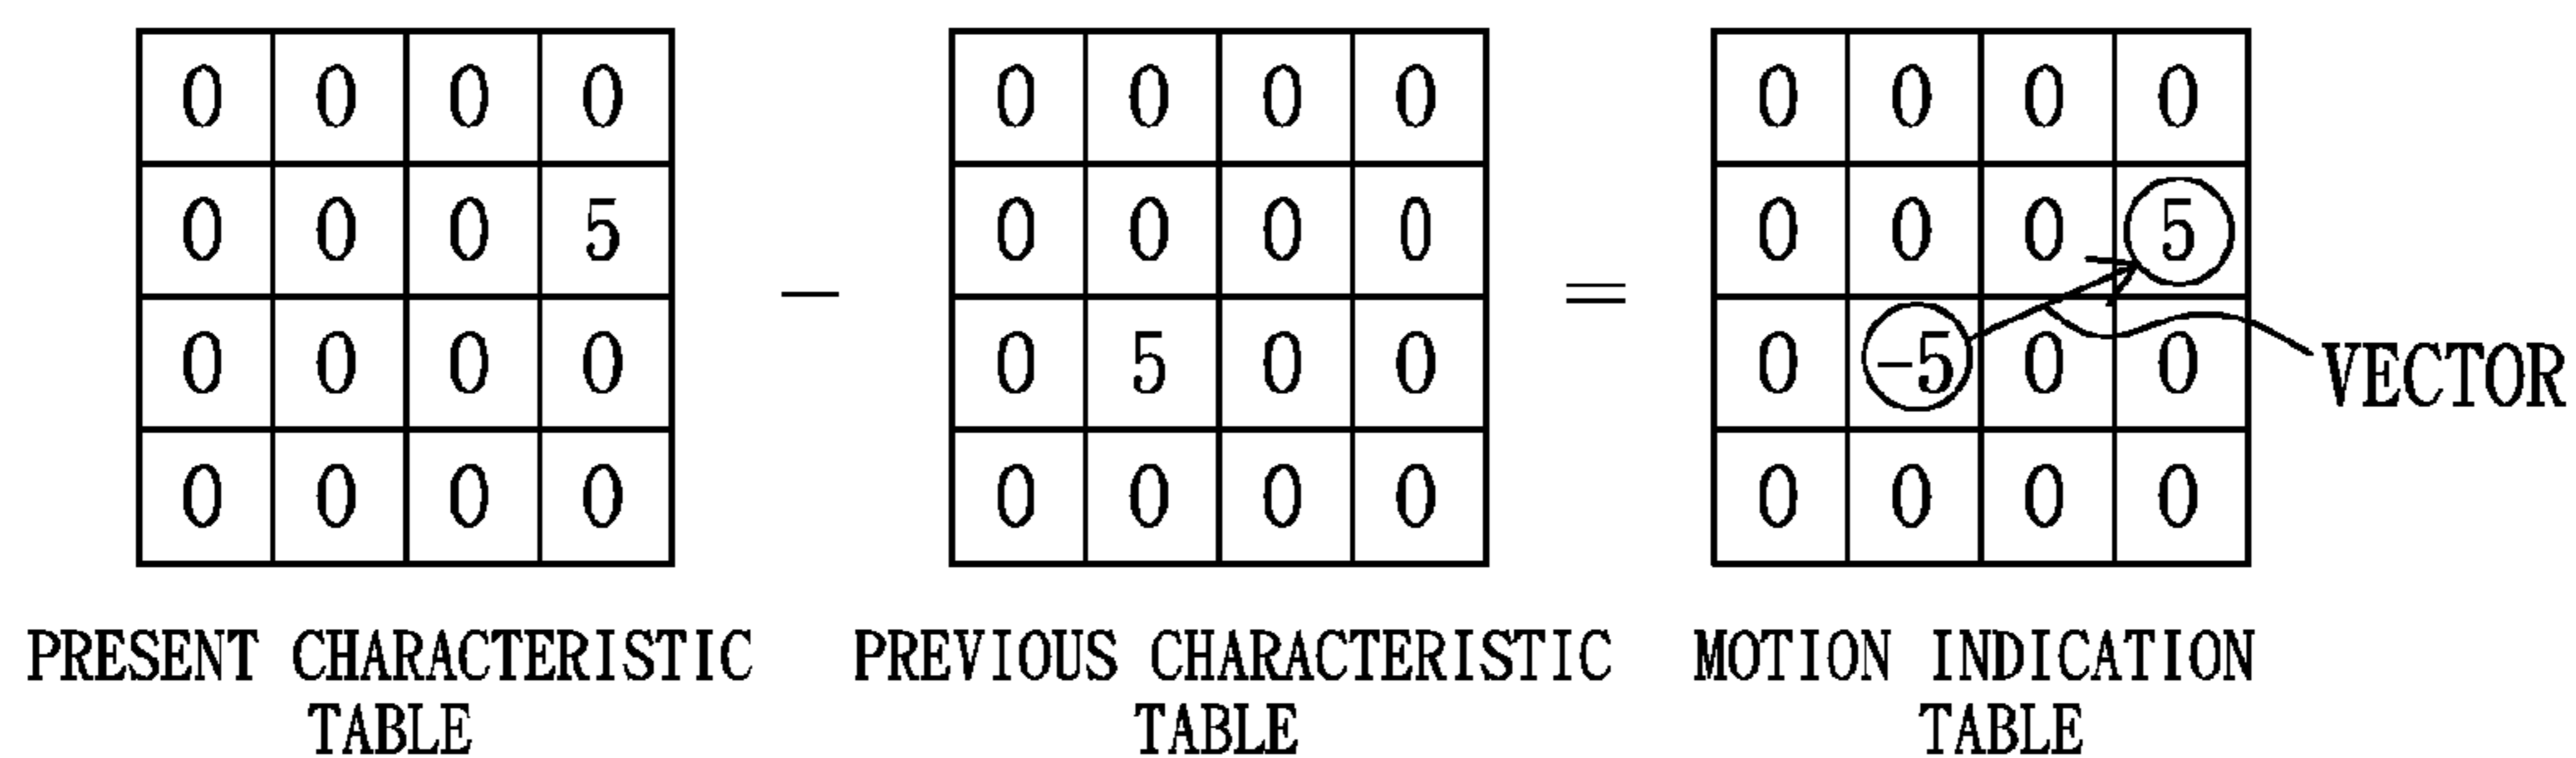 0 0 0 0 0 0 0 0 0 0 0 0
0 0 0 5 0 0 0 0 0 0 0 5
− =
0 0 0 0 0 5 0 0 0 -5 0 0 VECTOR
0 0 0 0 0 0 0 0 0 0 0 0
PRESENT CHARACTERISTIC TABLE
PREVIOUS CHARACTERISTIC TABLE
MOTION INDICATION TABLE